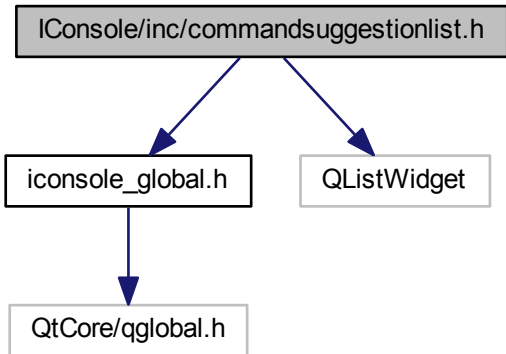 IConsole/inc/commandsuggestionlist.h
iconsole_global.h
QListWidget
QtCore/qglobal.h